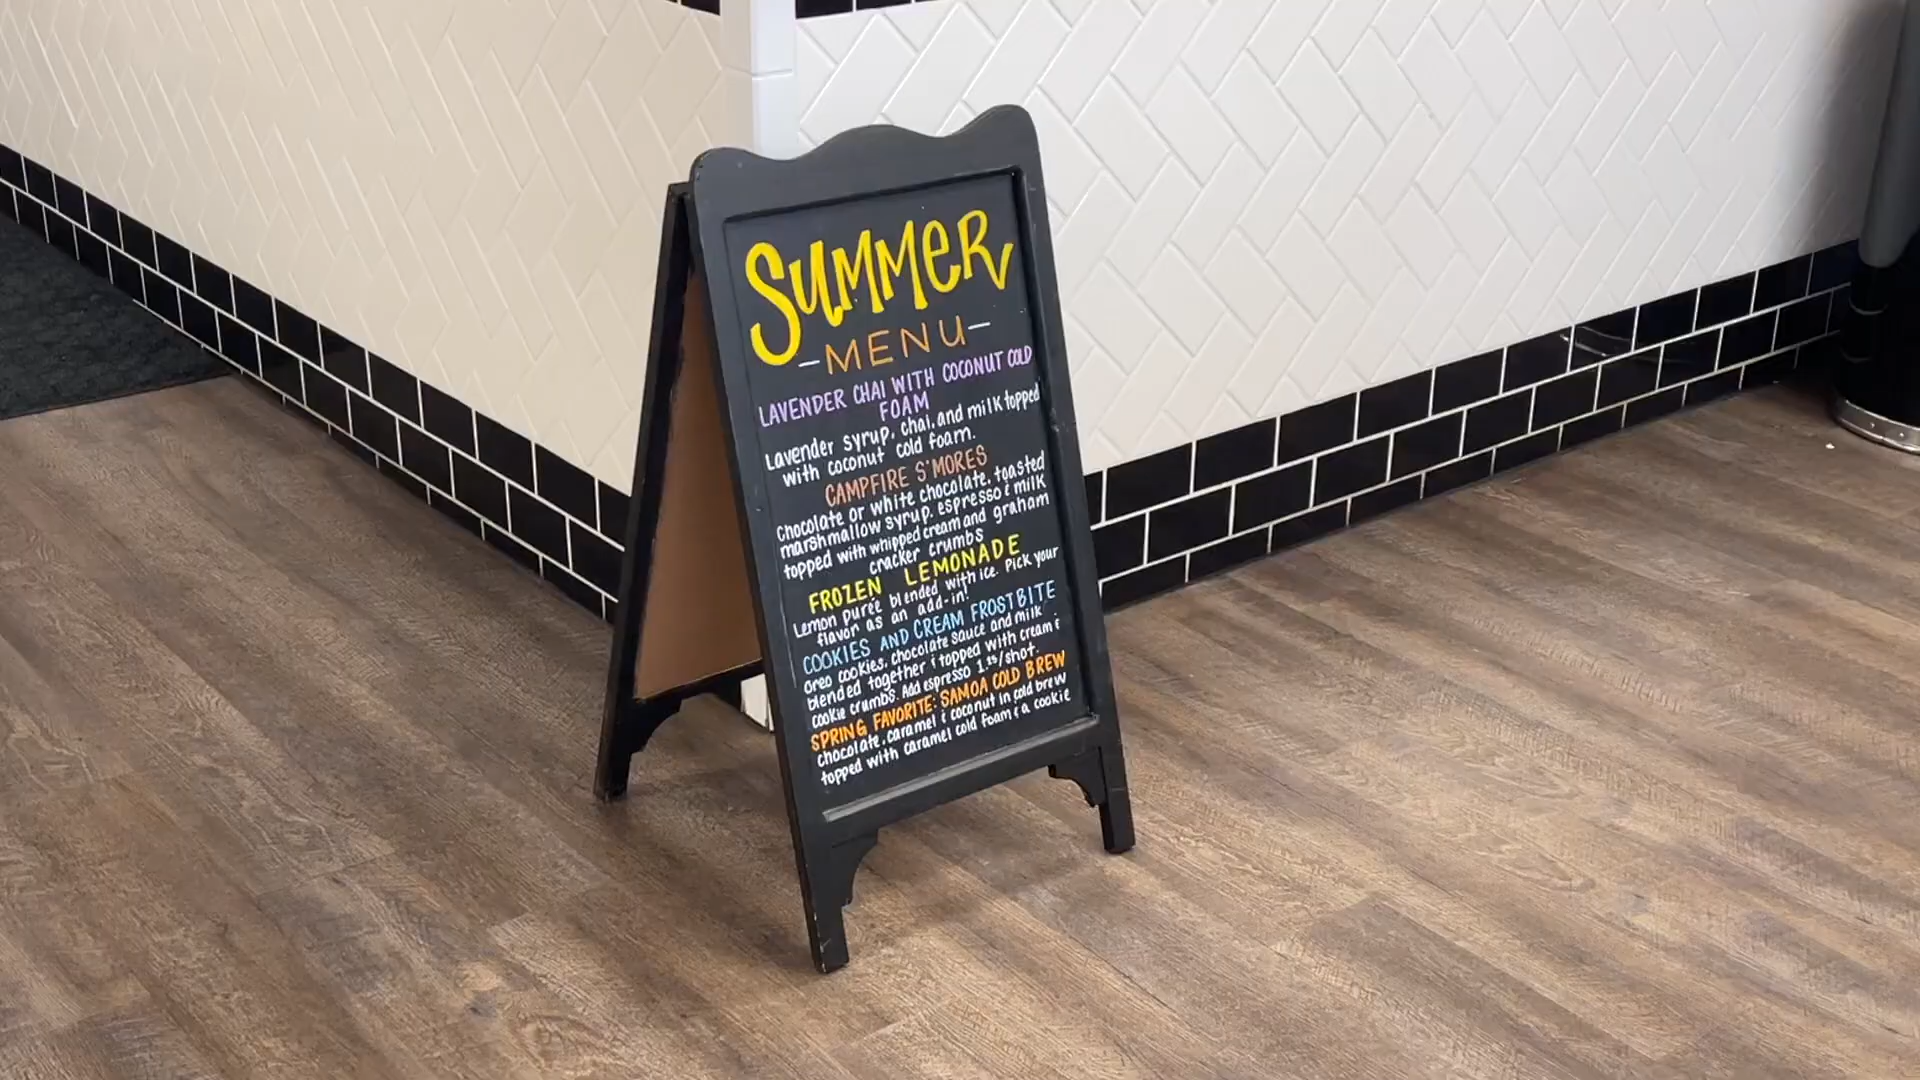 SUMMER
-MENU-
LAVENDER CHAI WITH COCONUT COLD
FOAM
Lavender syrup, chai, and milk topped
with coconut cold foam.
CAMPFIRE S'MORES
Chocolate or white chocolate, toasted
marshmallow syrup, espresso & milk
topped with whipped cream and graham
cracker crumbs
FROZEN LEMONADE
Lemon purée blended with ice. Pick your
flavor as an add-in!
COOKIES AND CREAM FROSTBITE
Oreo cookies, chocolate sauce and milk
blended together & topped with cream &
cookie crumbs. Add espresso 1.25/shot.
SPRING FAVORITE: SAMOA COLD BREW
chocolate, caramel & coconut in cold brew
topped with caramel cold foam & a cookie